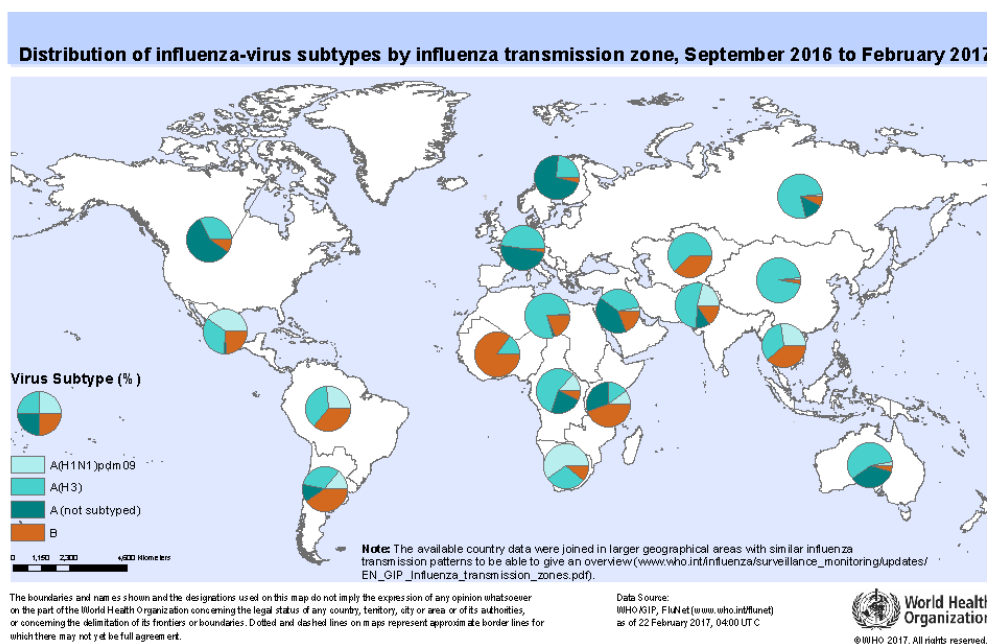 Distribution of influenza-virus subtypes by influenza transmission zone, September 2016 to February 2017
Virus Subtype (%)
A(H1N1)pdm09
A(H3)
A (not subtyped)
B
0 1,150 2,300 4,600 Kilometers
Note: The available country data were joined in larger geographical areas with similar influenza
transmission patterns to be able to give an overview (www.who.int/influenza/surveillance_monitoring/updates/
EN_GIP_Influenza_transmission_zones.pdf).
The boundaries and names shown and the designations used on this map do not imply the expression of any opinion whatsoever
on the part of the World Health Organization concerning the legal status of any country, territory, city or area or of its authorities,
or concerning the delimitation of its frontiers or boundaries. Dotted and dashed lines on maps represent approximate border lines for
which there may not yet be full agreement.
Data Source:
WHO/GIP, FluNet (www.who.int/flunet)
as of 22 February 2017, 04:00 UTC
World Health
Organization
©WHO 2017. All rights reserved.